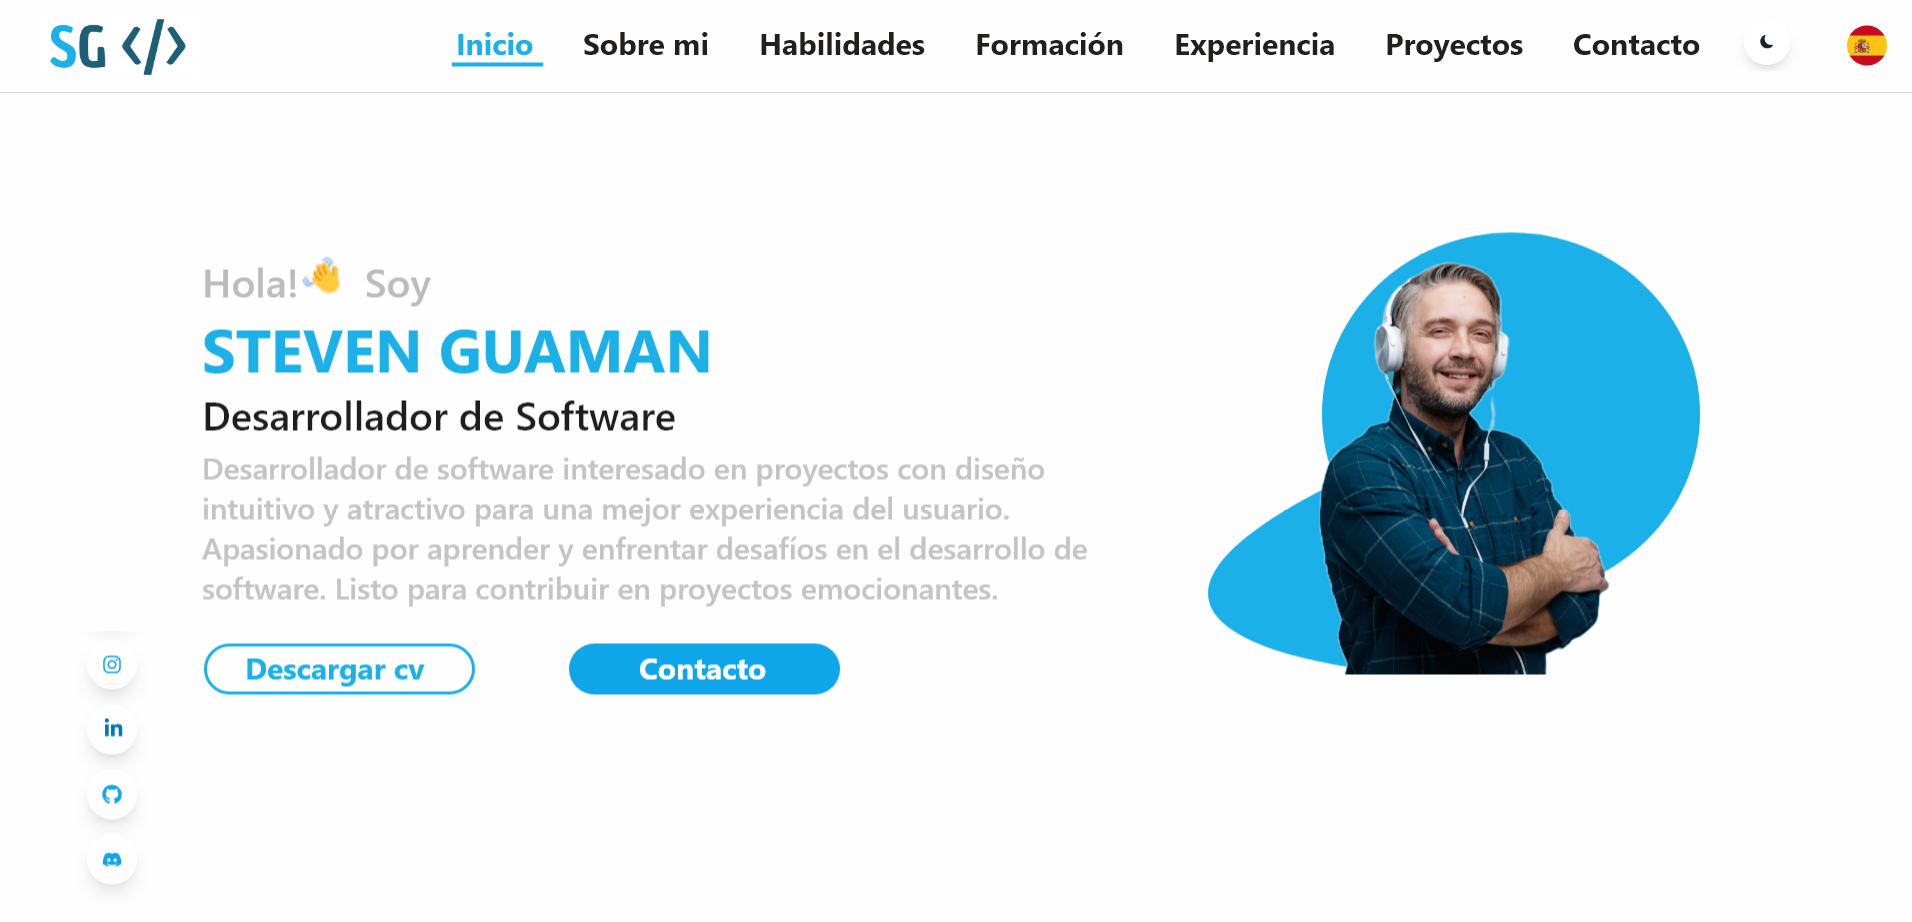 SG </>
Inicio
Sobre mi
Habilidades
Formación
Experiencia
Proyectos
Contacto
Hola!👋 Soy
STEVEN GUAMAN
Desarrollador de Software
Desarrollador de software interesado en proyectos con diseño
intuitivo y atractivo para una mejor experiencia del usuario.
Apasionado por aprender y enfrentar desafíos en el desarrollo de
software. Listo para contribuir en proyectos emocionantes.
Descargar cv
Contacto
in